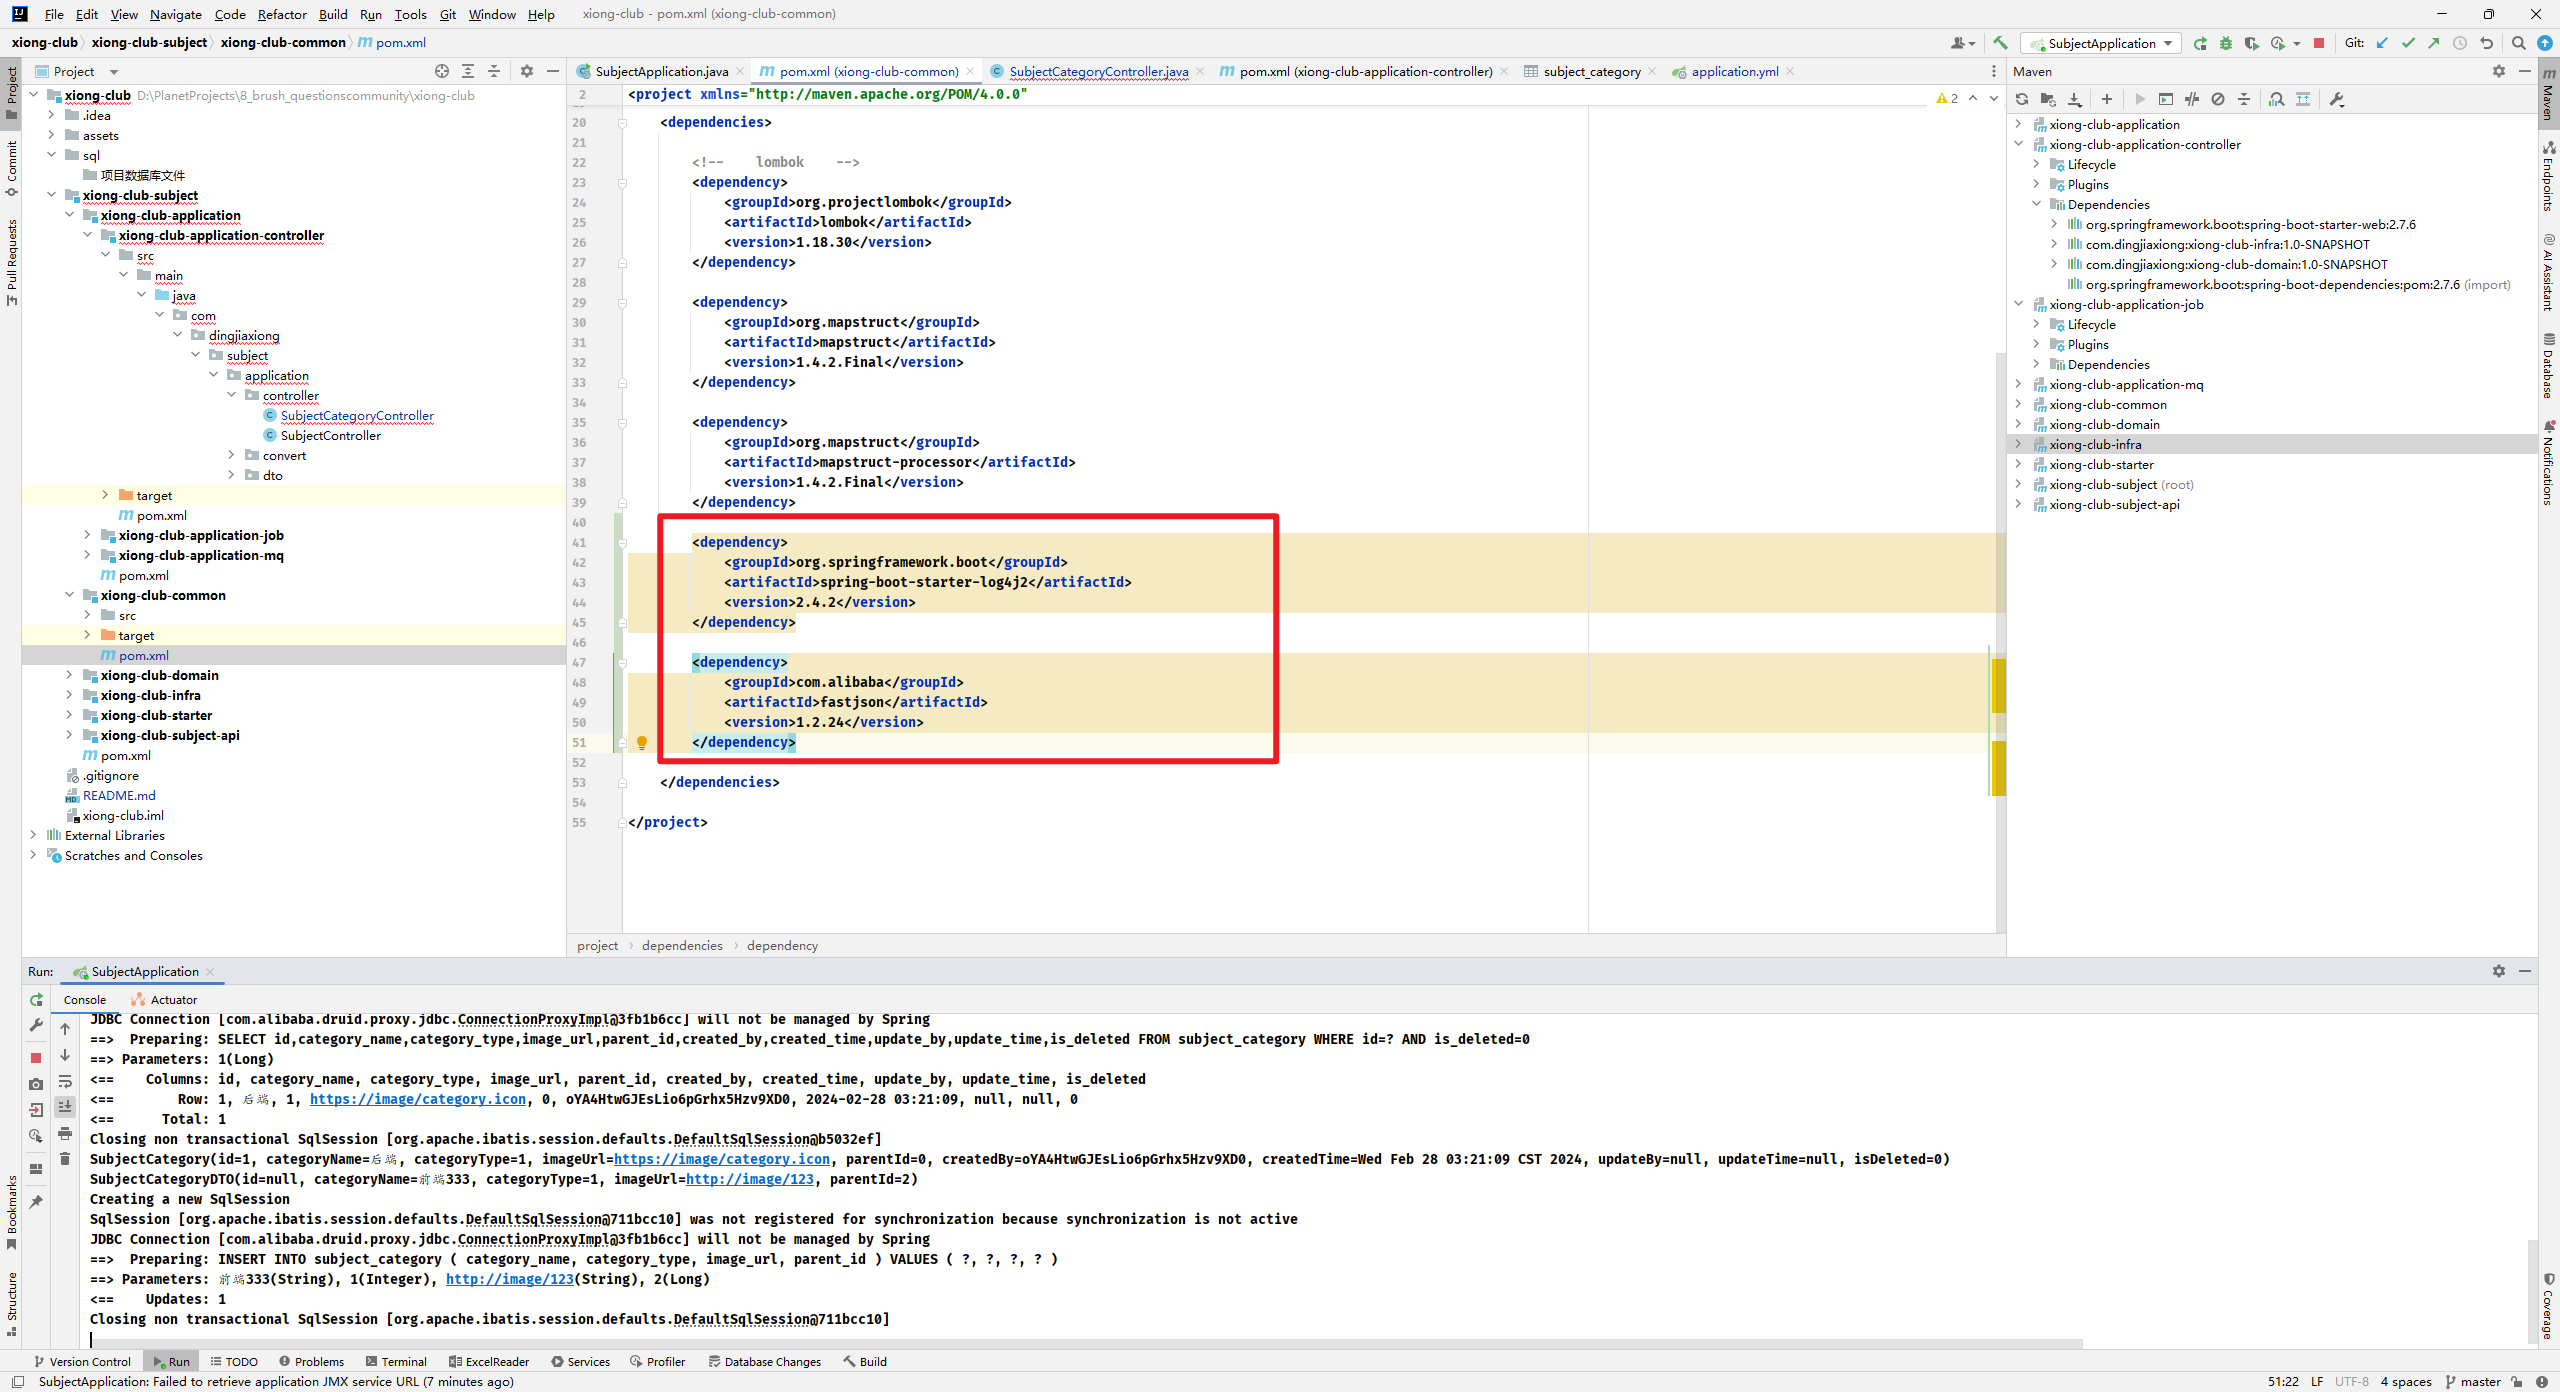 File Edit View Navigate Code Refactor Build Run Tools Git Window Help xiong-club - pom.xml (xiong-club-common)
xiong-club xiong-club-subject xiong-club-common pom.xml
SubjectApplication Git:
Project
SubjectApplication.java pom.xml (xiong-club-common) SubjectCategoryController.java pom.xml (xiong-club-application-controller) subject_category application.yml
Maven
Project
Commit
Pull Requests
xiong-club D:\PlanetProjects\8_brush_questionscommunity\xiong-club
.idea
assets
sql
项目数据库文件
xiong-club-subject
xiong-club-application
xiong-club-application-controller
src
main
java
com
dingjiaxiong
subject
application
controller
SubjectCategoryController
SubjectController
convert
dto
target
pom.xml
xiong-club-application-job
xiong-club-application-mq
pom.xml
xiong-club-common
src
target
pom.xml
xiong-club-domain
xiong-club-infra
xiong-club-starter
xiong-club-subject-api
pom.xml
.gitignore
README.md
xiong-club.iml
External Libraries
Scratches and Consoles
2 <project xmlns="http://maven.apache.org/POM/4.0.0" 2
20 <dependencies>
21
22 <!-- lombok -->
23 <dependency>
24 <groupId>org.projectlombok</groupId>
25 <artifactId>lombok</artifactId>
26 <version>1.18.30</version>
27 </dependency>
28
29 <dependency>
30 <groupId>org.mapstruct</groupId>
31 <artifactId>mapstruct</artifactId>
32 <version>1.4.2.Final</version>
33 </dependency>
34
35 <dependency>
36 <groupId>org.mapstruct</groupId>
37 <artifactId>mapstruct-processor</artifactId>
38 <version>1.4.2.Final</version>
39 </dependency>
40
41 <dependency>
42 <groupId>org.springframework.boot</groupId>
43 <artifactId>spring-boot-starter-log4j2</artifactId>
44 <version>2.4.2</version>
45 </dependency>
46
47 <dependency>
48 <groupId>com.alibaba</groupId>
49 <artifactId>fastjson</artifactId>
50 <version>1.2.24</version>
51 </dependency>
52
53 </dependencies>
54
55 </project>
project dependencies dependency
xiong-club-application
xiong-club-application-controller
Lifecycle
Plugins
Dependencies
org.springframework.boot:spring-boot-starter-web:2.7.6
com.dingjiaxiong:xiong-club-infra:1.0-SNAPSHOT
com.dingjiaxiong:xiong-club-domain:1.0-SNAPSHOT
org.springframework.boot:spring-boot-dependencies:pom:2.7.6 (import)
xiong-club-application-job
Lifecycle
Plugins
Dependencies
xiong-club-application-mq
xiong-club-common
xiong-club-domain
xiong-club-infra
xiong-club-starter
xiong-club-subject (root)
xiong-club-subject-api
Maven
Endpoints
AI Assistant
Database
Notifications
Run: SubjectApplication
Console Actuator
JDBC Connection [com.alibaba.druid.proxy.jdbc.ConnectionProxyImpl@3fb1b6cc] will not be managed by Spring
==>  Preparing: SELECT id,category_name,category_type,image_url,parent_id,created_by,created_time,update_by,update_time,is_deleted FROM subject_category WHERE id=? AND is_deleted=0
==> Parameters: 1(Long)
<==    Columns: id, category_name, category_type, image_url, parent_id, created_by, created_time, update_by, update_time, is_deleted
<==        Row: 1, 后端, 1, https://image/category.icon, 0, oYA4HtwGJEsLio6pGrhx5Hzv9XD0, 2024-02-28 03:21:09, null, null, 0
<==      Total: 1
Closing non transactional SqlSession [org.apache.ibatis.session.defaults.DefaultSqlSession@b5032ef]
SubjectCategory(id=1, categoryName=后端, categoryType=1, imageUrl=https://image/category.icon, parentId=0, createdBy=oYA4HtwGJEsLio6pGrhx5Hzv9XD0, createdTime=Wed Feb 28 03:21:09 CST 2024, updateBy=null, updateTime=null, isDeleted=0)
SubjectCategoryDTO(id=null, categoryName=前端333, categoryType=1, imageUrl=http://image/123, parentId=2)
Creating a new SqlSession
SqlSession [org.apache.ibatis.session.defaults.DefaultSqlSession@711bcc10] was not registered for synchronization because synchronization is not active
JDBC Connection [com.alibaba.druid.proxy.jdbc.ConnectionProxyImpl@3fb1b6cc] will not be managed by Spring
==>  Preparing: INSERT INTO subject_category ( category_name, category_type, image_url, parent_id ) VALUES ( ?, ?, ?, ? )
==> Parameters: 前端333(String), 1(Integer), http://image/123(String), 2(Long)
<==    Updates: 1
Closing non transactional SqlSession [org.apache.ibatis.session.defaults.DefaultSqlSession@711bcc10]
Bookmarks
Structure
Coverage
Version Control Run TODO Problems Terminal ExcelReader Services Profiler Database Changes Build
SubjectApplication: Failed to retrieve application JMX service URL (7 minutes ago) 51:22 LF UTF-8 4 spaces master